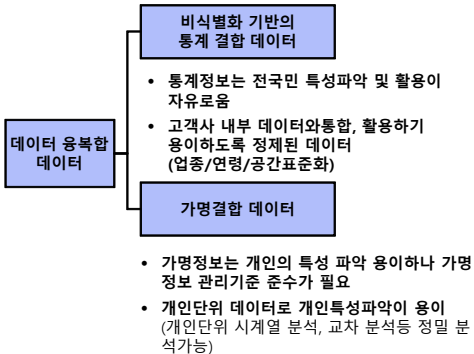 비식별화 기반의
통계 결합 데이터
• 통계정보는 전국민 특성파악 및 활용이
자유로움
• 고객사 내부 데이터와통합, 활용하기
용이하도록 정제된 데이터
(업종/연령/공간표준화)
데이터 융복합
데이터
가명결합 데이터
• 가명정보는 개인의 특성 파악 용이하나 가명
정보 관리기준 준수가 필요
• 개인단위 데이터로 개인특성파악이 용이
(개인단위 시계열 분석, 교차 분석등 정밀 분
석가능)